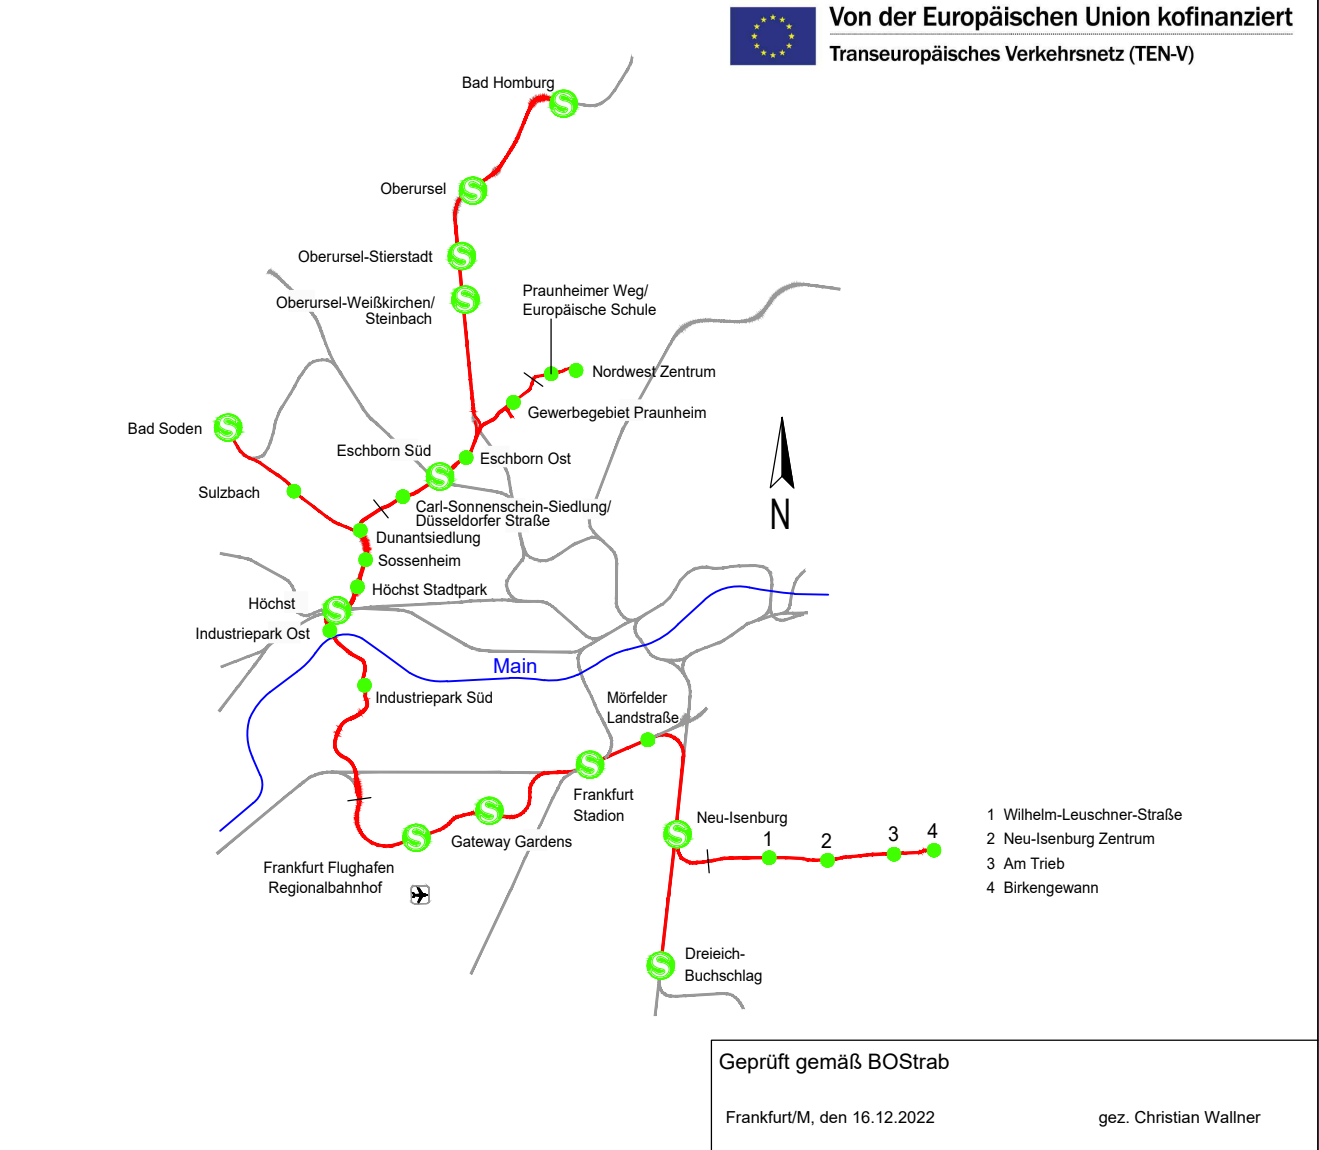 Von der Europäischen Union kofinanziert
Transeuropäisches Verkehrsnetz (TEN-V)
Bad Homburg
S
Oberursel
S
Oberursel-Stierstadt
S
Oberursel-Weißkirchen/
Steinbach
S
Praunheimer Weg/
Europäische Schule
Nordwest Zentrum
Gewerbegebiet Praunheim
Bad Soden
S
Eschborn Süd
S
Eschborn Ost
Sulzbach
Carl-Sonnenschein-Siedlung/
Düsseldorfer Straße
Dunantsiedlung
Sossenheim
N
Höchst Stadtpark
Höchst
S
Industriepark Ost
Main
Industriepark Süd
Mörfelder
Landstraße
S
Frankfurt
Stadion
S
Gateway Gardens
S
Frankfurt Flughafen
Regionalbahnhof
Neu-Isenburg
S
1
2
3
4
1 Wilhelm-Leuschner-Straße
2 Neu-Isenburg Zentrum
3 Am Trieb
4 Birkengewann
S
Dreieich-
Buchschlag
Geprüft gemäß BOStrab
Frankfurt/M, den 16.12.2022 gez. Christian Wallner